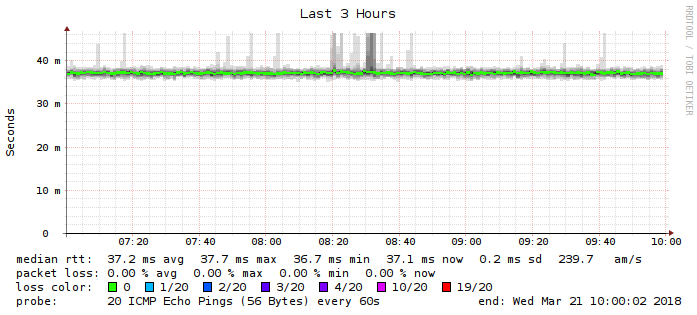 Last 3 Hours
RRDTOOL / TOBI OETIKER
Seconds
40 m
30 m
20 m
10 m
0
07:20 07:40 08:00 08:20 08:40 09:00 09:20 09:40 10:00
median rtt: 37.2 ms avg 37.7 ms max 36.7 ms min 37.1 ms now 0.2 ms sd 239.7 am/s
packet loss: 0.00 % avg 0.00 % max 0.00 % min 0.00 % now
loss color: 0 1/20 2/20 3/20 4/20 10/20 19/20
probe: 20 ICMP Echo Pings (56 Bytes) every 60s end: Wed Mar 21 10:00:02 2018